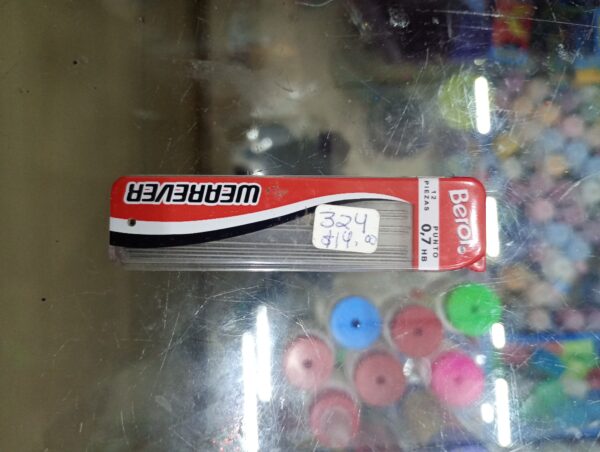 WEAREVER
Berol
12
PIEZAS
PUNTO
0,7 HB
324
$14.00